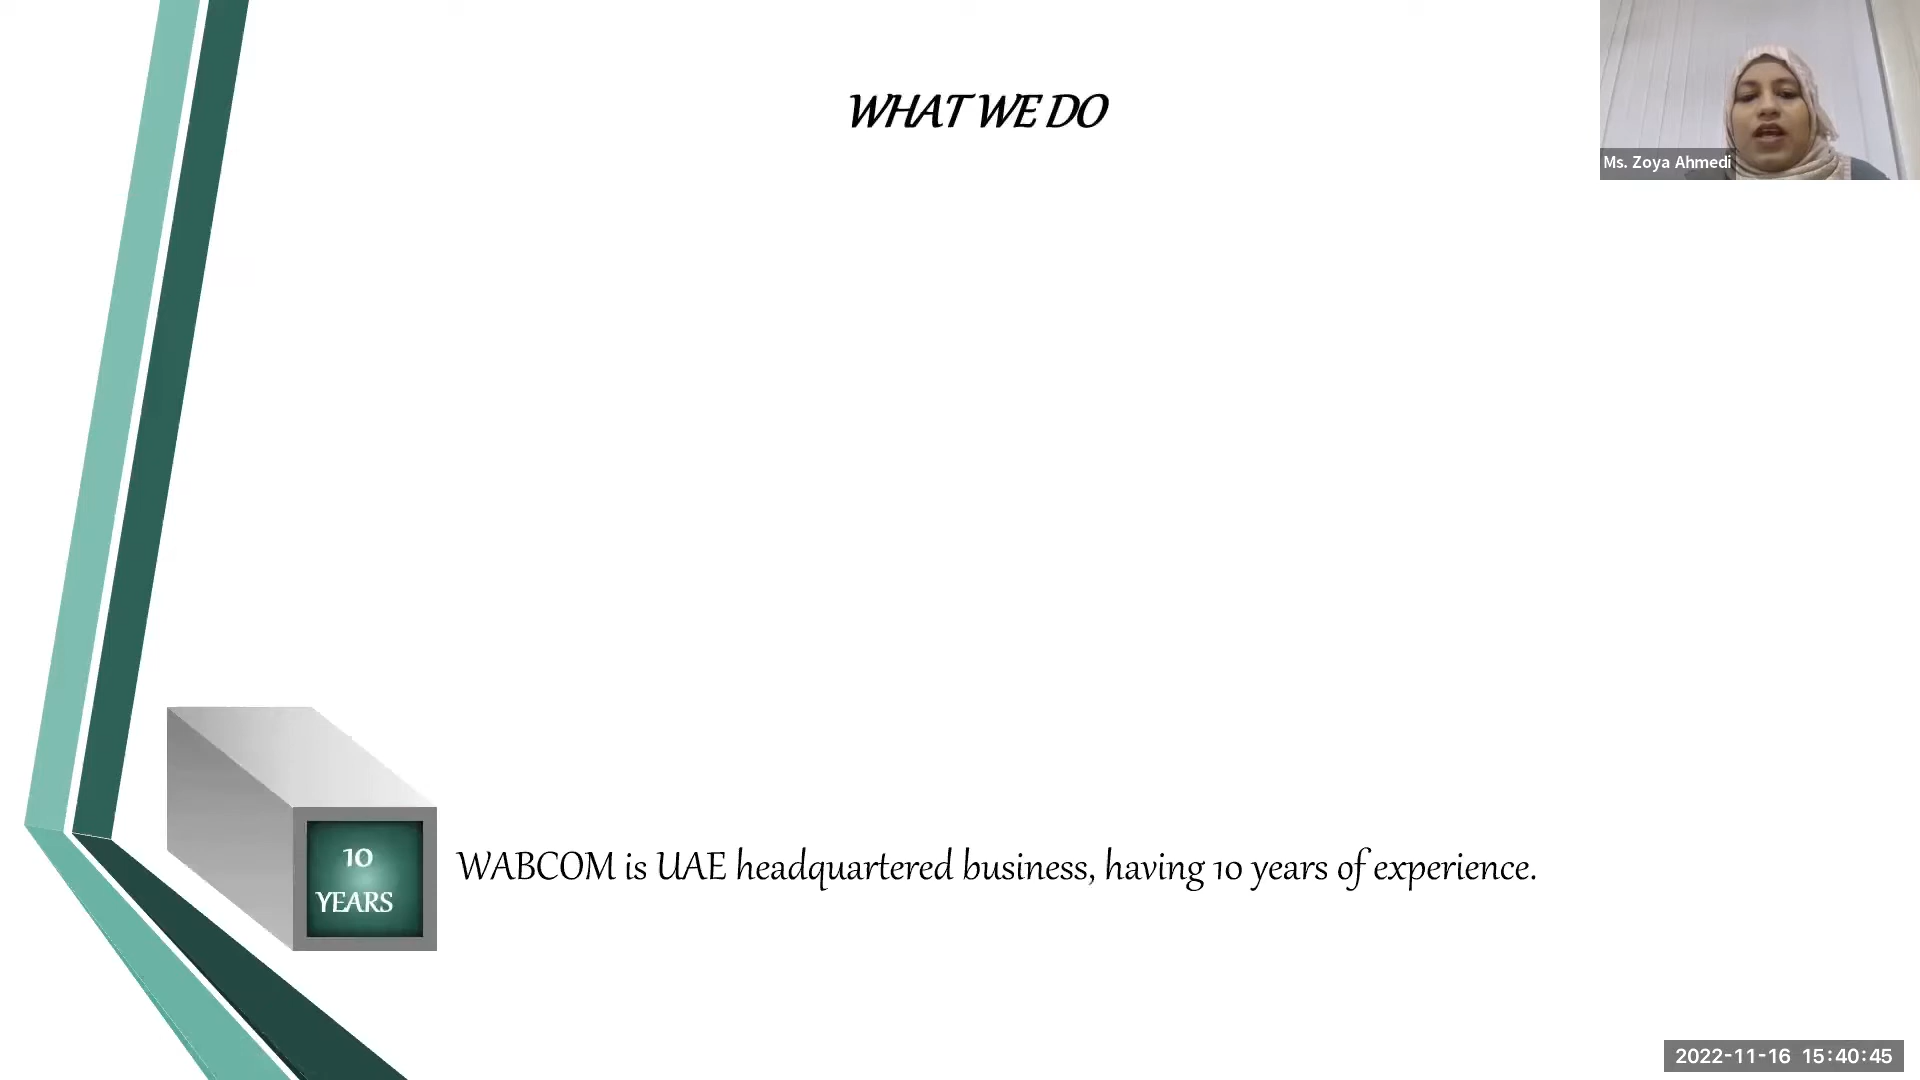 WHAT WE DO
Ms. Zoya Ahmedi
10
YEARS
WABCOM is UAE headquartered business, having 10 years of experience.
2022-11-16 15:40:45